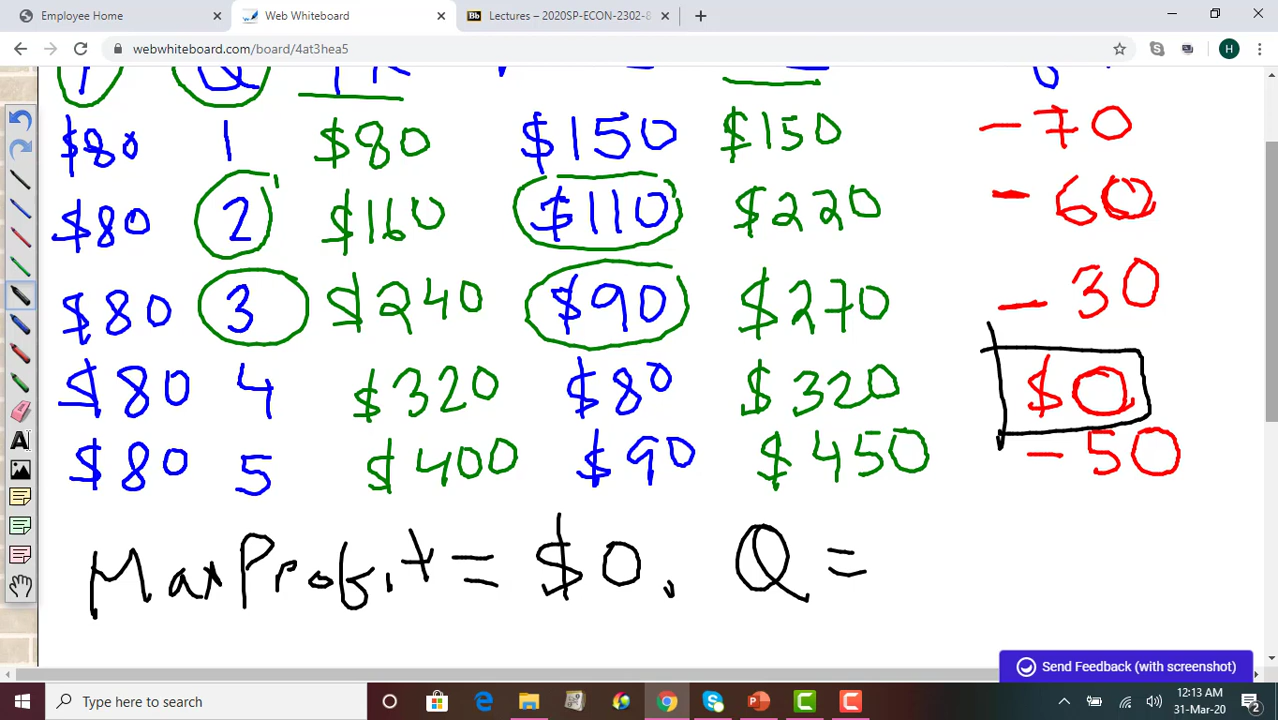 Employee Home
Web Whiteboard
Lectures – 2020SP-ECON-2302-8
webwhiteboard.com/board/4at3hea5
H
$80 1 $80 $150 $150 -70
$80 2 $160 $110 $220 -60
$80 3 $240 $90 $270 -30
$80 4 $320 $80 $320 $0
$80 5 $400 $90 $450 -50
Max Profit = $0. Q =
A
Send Feedback (with screenshot)
Type here to search
12:13 AM
31-Mar-20
2